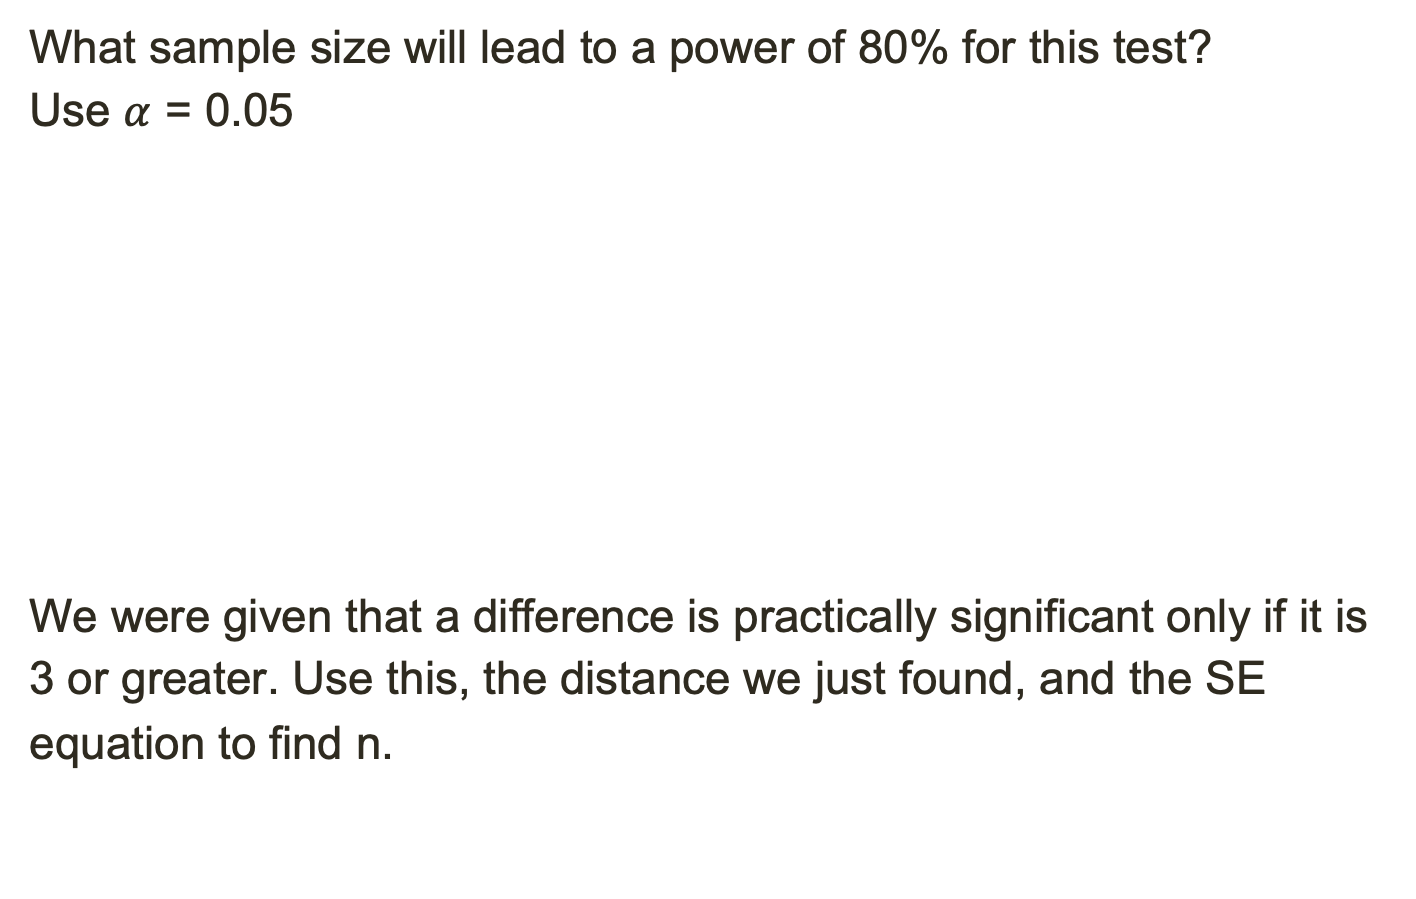 What sample size will lead to a power of 80% for this test?
Use 𝛼 = 0.05
We were given that a difference is practically significant only if it is
3 or greater. Use this, the distance we just found, and the SE
equation to find n.